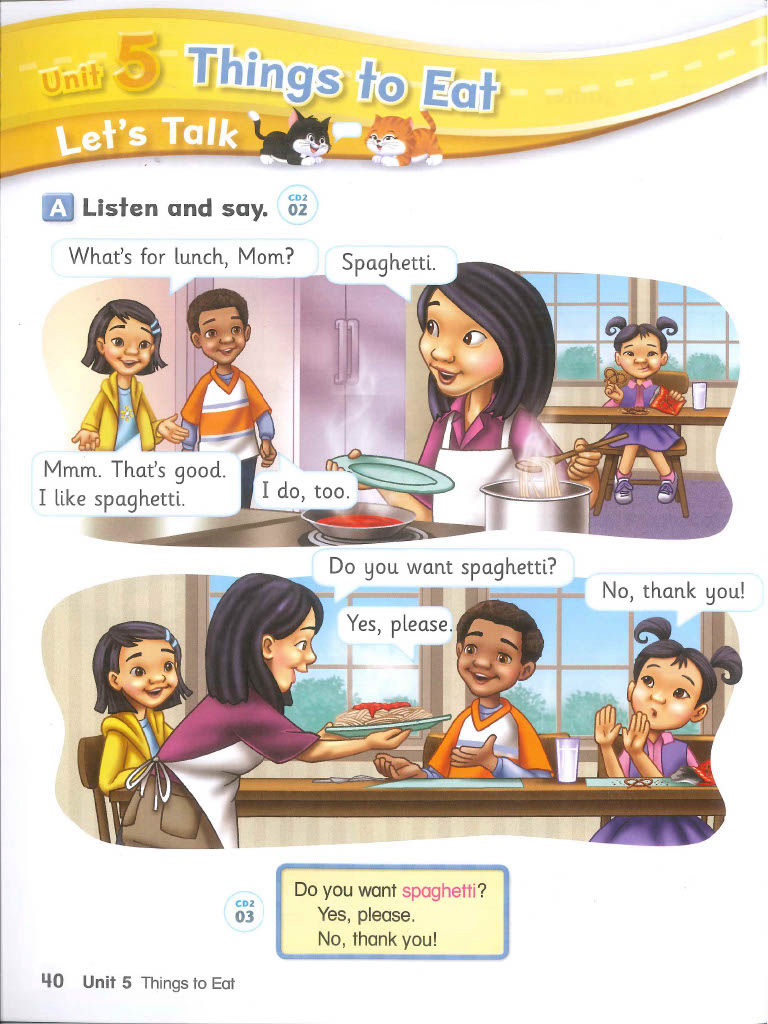 Unit 5 Things to Eat
Let's Talk
A Listen and say. CD2 02
What's for lunch, Mom?
Spaghetti.
Mmm. That's good.
I like spaghetti.
I do, too.
Do you want spaghetti?
Yes, please.
No, thank you!
CD2
03
Do you want spaghetti?
Yes, please.
No, thank you!
40 Unit 5 Things to Eat